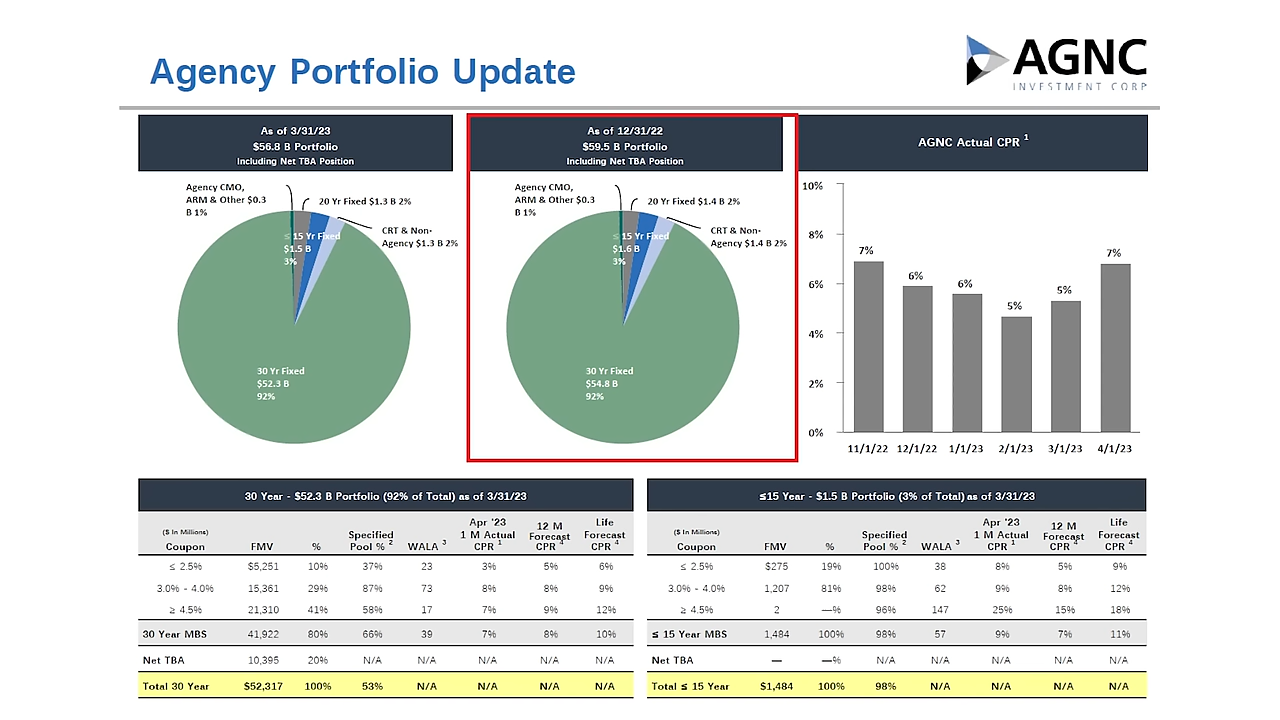 Agency Portfolio Update
AGNC
INVESTMENT CORP
As of 3/31/23
$56.8 B Portfolio
Including Net TBA Position
As of 12/31/22
$59.5 B Portfolio
Including Net TBA Position
AGNC Actual CPR 1
Agency CMO,
ARM & Other $0.3
B 1%
20 Yr Fixed $1.3 B 2%
CRT & Non-
Agency $1.3 B 2%
≤ 15 Yr Fixed
$1.5 B
3%
30 Yr Fixed
$52.3 B
92%
Agency CMO,
ARM & Other $0.3
B 1%
20 Yr Fixed $1.4 B 2%
CRT & Non-
Agency $1.4 B 2%
≤ 15 Yr Fixed
$1.6 B
3%
30 Yr Fixed
$54.8 B
92%
10%
8%
6%
4%
2%
0%
7% 6% 6% 5% 5% 7%
11/1/22 12/1/22 1/1/23 2/1/23 3/1/23 4/1/23
30 Year - $52.3 B Portfolio (92% of Total) as of 3/31/23
($ In Millions)
Coupon FMV % Specified Pool % 2 WALA 3 Apr '23 1 M Actual CPR 1 12 M Forecast CPR 4 Life Forecast CPR 4
≤ 2.5% $5,251 10% 37% 23 3% 5% 6%
3.0% - 4.0% 15,361 29% 87% 73 8% 8% 9%
≥ 4.5% 21,310 41% 58% 17 7% 9% 12%
30 Year MBS 41,922 80% 66% 39 7% 8% 10%
Net TBA 10,395 20% N/A N/A N/A N/A N/A
Total 30 Year $52,317 100% 53% N/A N/A N/A N/A
≤15 Year - $1.5 B Portfolio (3% of Total) as of 3/31/23
($ In Millions)
Coupon FMV % Specified Pool % 2 WALA 3 Apr '23 1 M Actual CPR 1 12 M Forecast CPR 4 Life Forecast CPR 4
≤ 2.5% $275 19% 100% 38 8% 5% 9%
3.0% - 4.0% 1,207 81% 98% 62 9% 8% 12%
≥ 4.5% 2 —% 96% 147 25% 15% 18%
≤ 15 Year MBS 1,484 100% 98% 57 9% 7% 11%
Net TBA — —% N/A N/A N/A N/A N/A
Total ≤ 15 Year $1,484 100% 98% N/A N/A N/A N/A